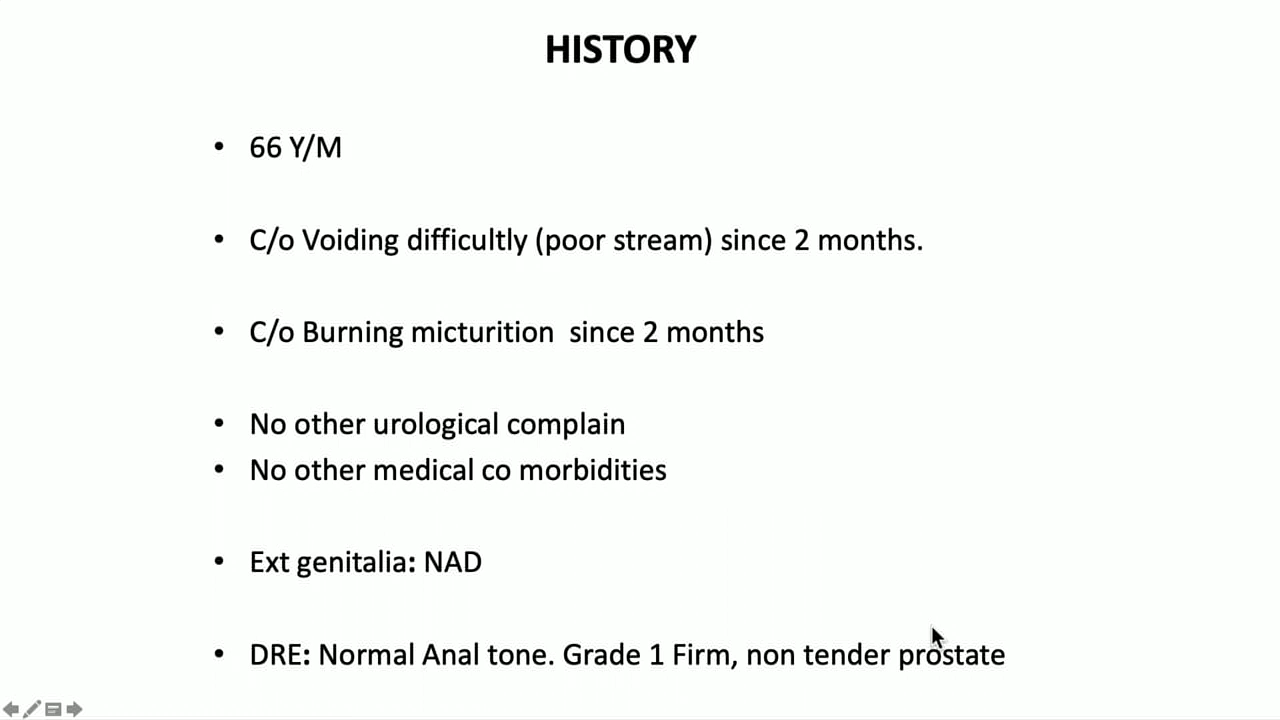 HISTORY
• 66 Y/M
• C/o Voiding difficultly (poor stream) since 2 months.
• C/o Burning micturition  since 2 months
• No other urological complain
• No other medical co morbidities
• Ext genitalia: NAD
• DRE: Normal Anal tone. Grade 1 Firm, non tender prostate